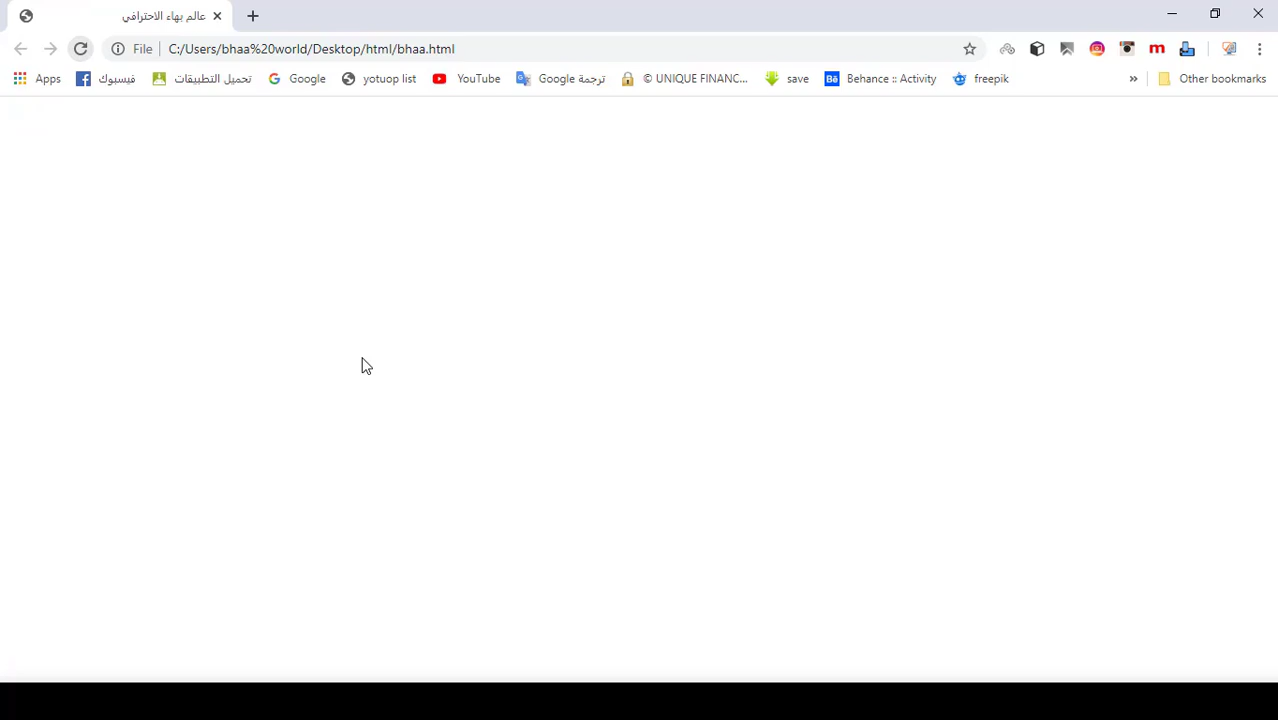 عالم بهاء الاحترافي
File C:/Users/bhaa%20world/Desktop/html/bhaa.html
Apps فيسبوك تحميل التطبيقات Google yotuop list YouTube ترجمة Google © UNIQUE FINANC... save Behance :: Activity freepik » Other bookmarks